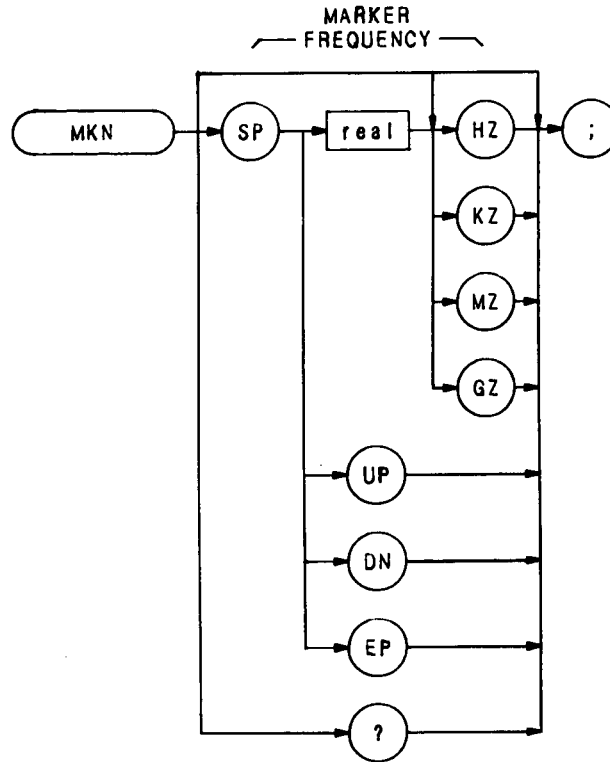 MARKER
FREQUENCY
MKN SP real HZ ;
KZ
MZ
GZ
UP
DN
EP
?